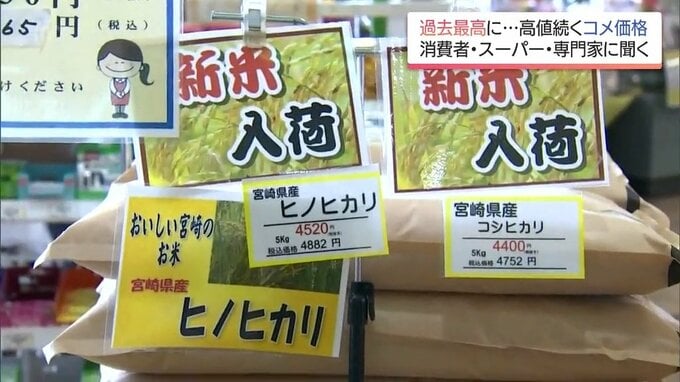 過去最高に…高値続くコメ価格
消費者・スーパー・専門家に聞く
65円
(税込)
けください
新米
入荷
新米
入荷
宮崎県産
ヒノヒカリ
4520円
5Kg
税込価格 4882円
宮崎県産
コシヒカリ
4400円
5Kg
税込価格 4752円
おいしい宮崎の
お米
宮崎県産
ヒノヒカリ